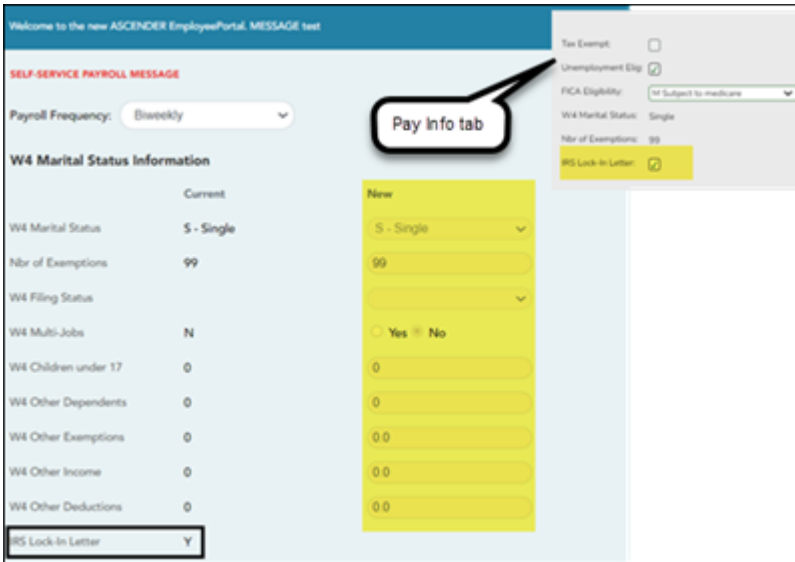 Welcome to the new ASCENDER EmployeePortal. MESSAGE test
SELF-SERVICE PAYROLL MESSAGE
Payroll Frequency: Biweekly
W4 Marital Status Information
Current New
W4 Marital Status S - Single S - Single
Nbr of Exemptions 99 99
W4 Filing Status
W4 Multi-Jobs N Yes No
W4 Children under 17 0 0
W4 Other Dependents 0 0
W4 Other Exemptions 0 0.0
W4 Other Income 0 0.0
W4 Other Deductions 0 0.0
IRS Lock-In Letter Y
Pay Info tab
Tax Exempt:
Unemployment Elig:
FICA Eligibility: M Subject to medicare
W4 Marital Status: Single
Nbr of Exemptions: 99
IRS Lock-In Letter: